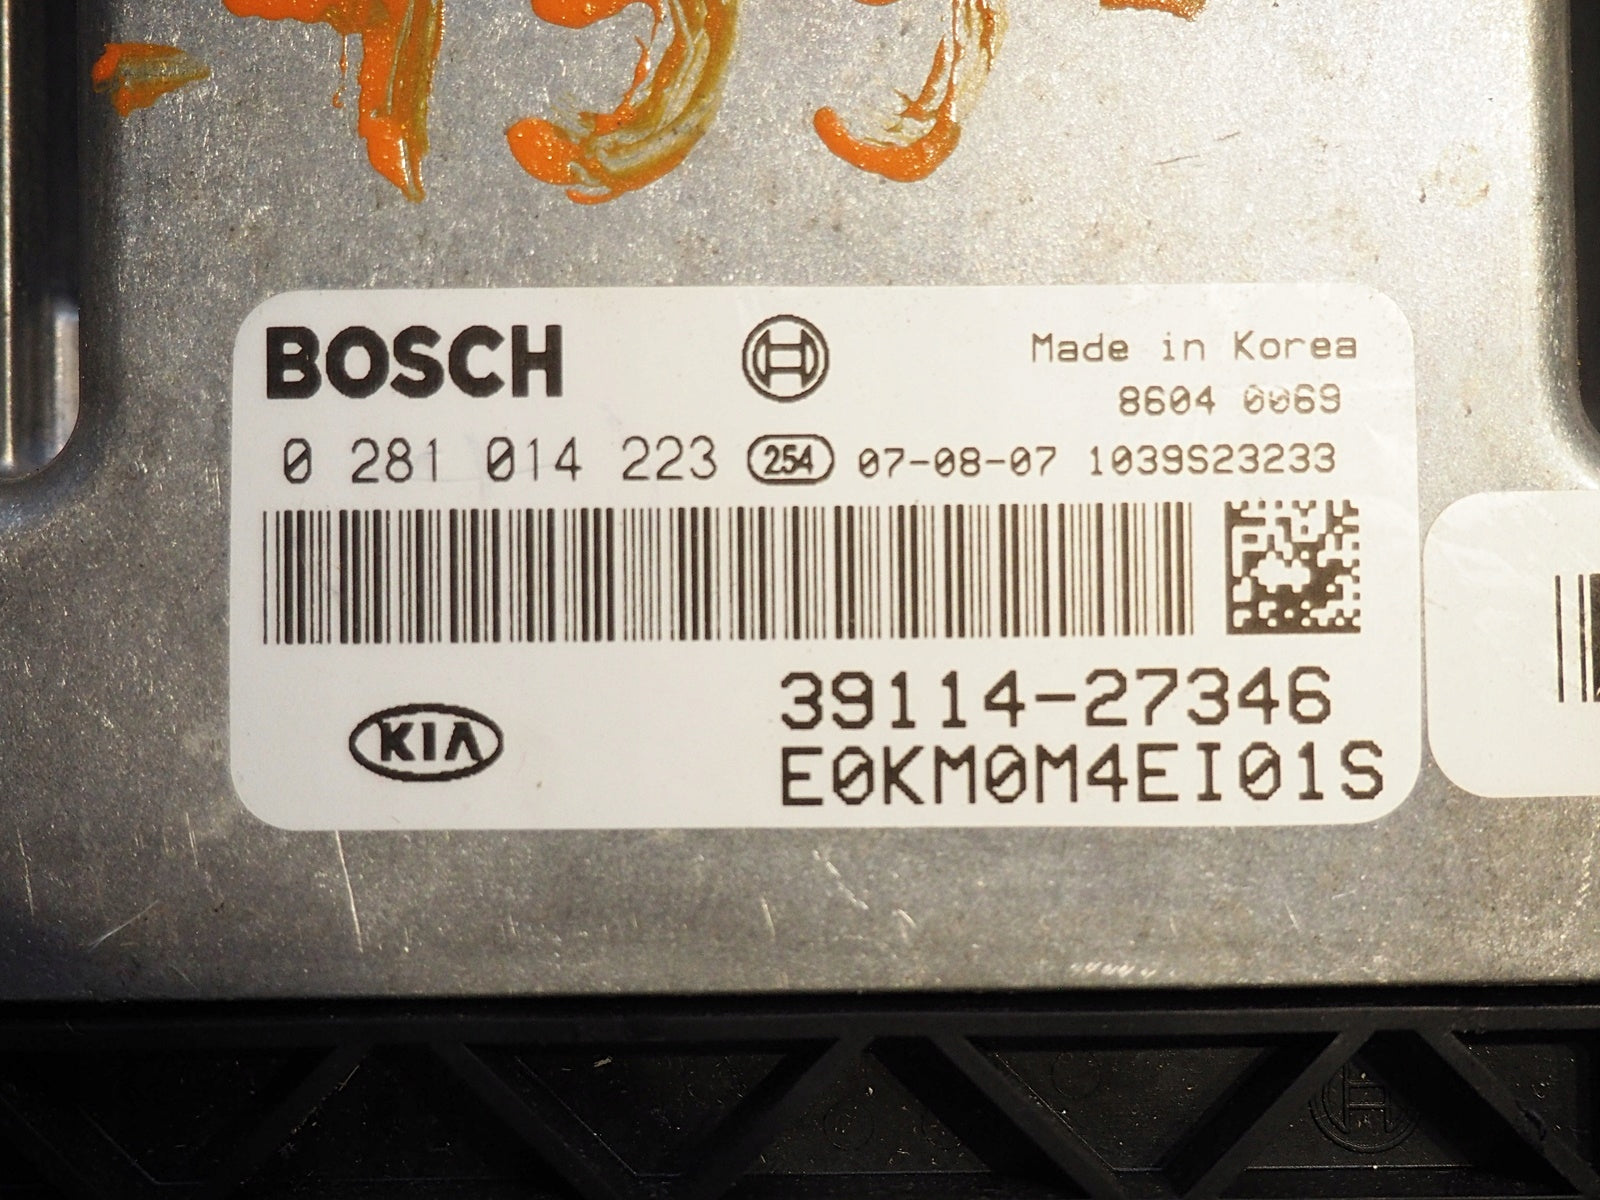 BOSCH
Made in Korea
8604 0069
0 281 014 223 254 07-08-07 1039S23233
39114-27346
KIA
E0KM0M4EI01S